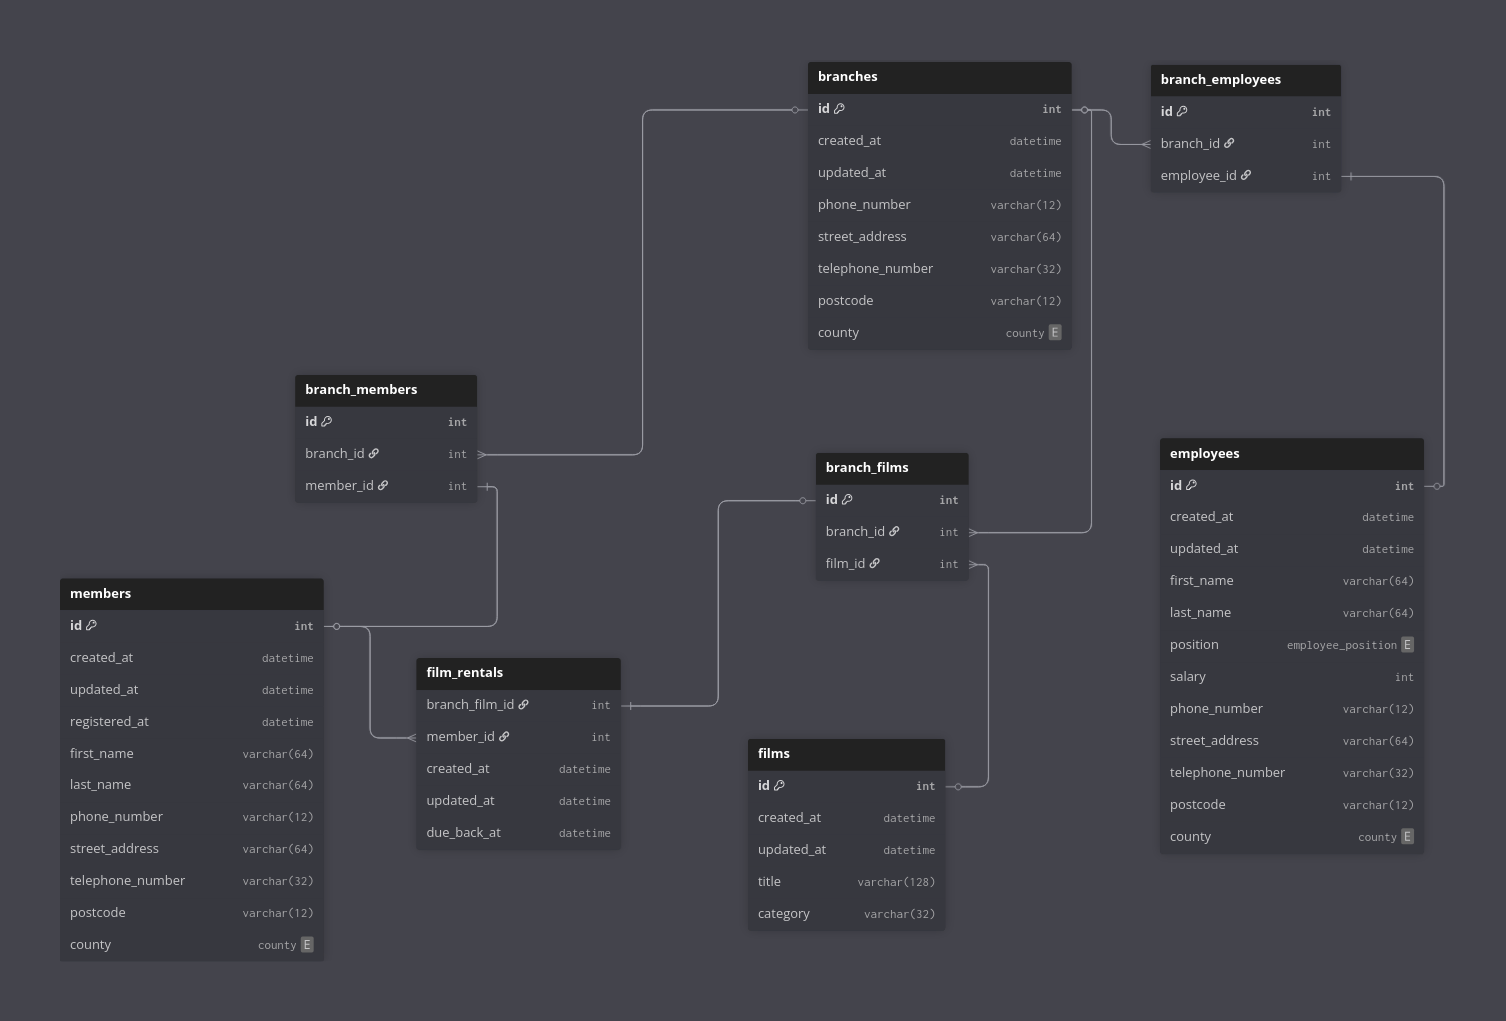 branches
id int
created_at datetime
updated_at datetime
phone_number varchar(12)
street_address varchar(64)
telephone_number varchar(32)
postcode varchar(12)
county county E
branch_employees
id int
branch_id int
employee_id int
branch_members
id int
branch_id int
member_id int
branch_films
id int
branch_id int
film_id int
employees
id int
created_at datetime
updated_at datetime
first_name varchar(64)
last_name varchar(64)
position employee_position E
salary int
phone_number varchar(12)
street_address varchar(64)
telephone_number varchar(32)
postcode varchar(12)
county county E
members
id int
created_at datetime
updated_at datetime
registered_at datetime
first_name varchar(64)
last_name varchar(64)
phone_number varchar(12)
street_address varchar(64)
telephone_number varchar(32)
postcode varchar(12)
county county E
film_rentals
branch_film_id int
member_id int
created_at datetime
updated_at datetime
due_back_at datetime
films
id int
created_at datetime
updated_at datetime
title varchar(128)
category varchar(32)